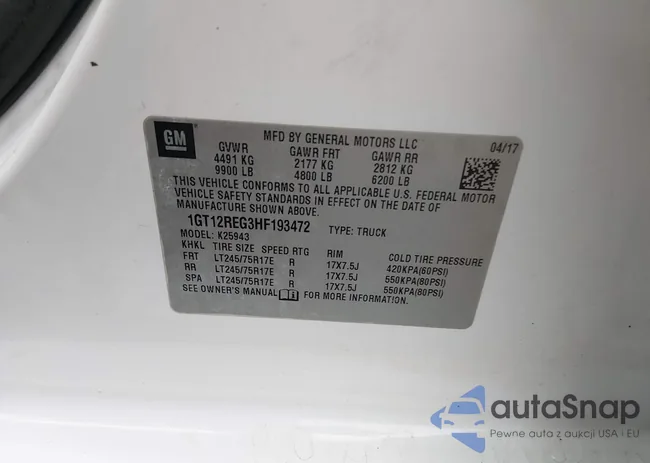 GM
MFD BY GENERAL MOTORS LLC 04/17
GVWR GAWR FRT GAWR RR
4491 KG 2177 KG 2812 KG
9900 LB 4800 LB 6200 LB
THIS VEHICLE CONFORMS TO ALL APPLICABLE U.S. FEDERAL MOTOR
VEHICLE SAFETY STANDARDS IN EFFECT ON THE DATE OF
MANUFACTURE SHOWN ABOVE.
1GT12REG3HF193472 TYPE: TRUCK
MODEL: K25943
KHKL TIRE SIZE SPEED RTG RIM COLD TIRE PRESSURE
FRT LT245/75R17E R 17X7.5J 420KPA(60PSI)
RR LT245/75R17E R 17X7.5J 550KPA(80PSI)
SPA LT245/75R17E R 17X7.5J 550KPA(80PSI)
SEE OWNER'S MANUAL FOR MORE INFORMATION.
autaSnap
Pewne auta z aukcji USA i EU